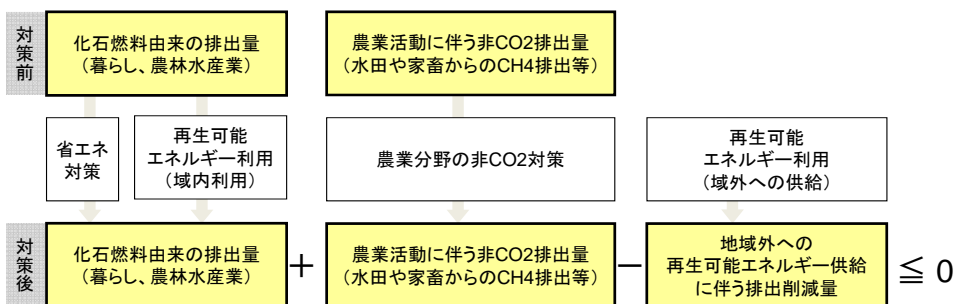 対策前
化石燃料由来の排出量
（暮らし、農林水産業）
農業活動に伴う非CO2排出量
（水田や家畜からのCH4排出等）
省エネ
対策
再生可能
エネルギー利用
（域内利用）
農業分野の非CO2対策
再生可能
エネルギー利用
（域外への供給）
対策後
化石燃料由来の排出量
（暮らし、農林水産業）
＋
農業活動に伴う非CO2排出量
（水田や家畜からのCH4排出等）
－
地域外への
再生可能エネルギー供給
に伴う排出削減量
≦ 0